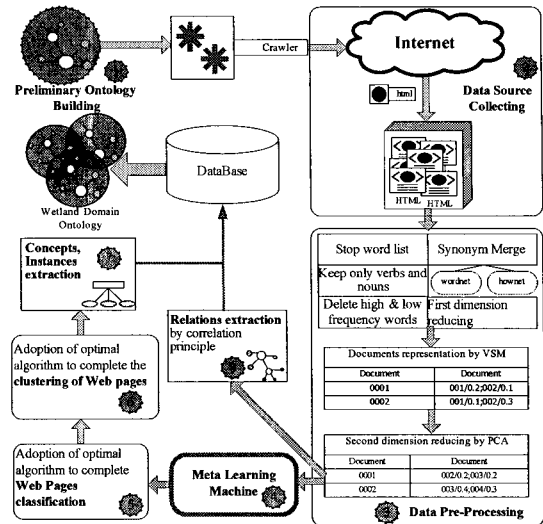 Preliminary Ontology
Building
Crawler
Internet
html
Data Source
Collecting
HTML HTML
DataBase
Wetland Domain
Ontology
Concepts,
Instances extraction
Relations extraction
by correlation
principle
Stop word list
Synonym Merge
Keep only verbs and
nouns
wordnet
hownet
Delete high & low
frequency words
First dimension
reducing
Documents representation by VSM
Document Document
0001 001/0.2;002/0.1
0002 001/0.1;002/0.3
Second dimension reducing by PCA
Document Document
0001 002/0.2;003/0.2
0002 003/0.4;004/0.3
Data Pre-Processing
Adoption of optimal
algorithm to complete the
clustering of Web pages
Adoption of optimal
algorithm to complete
Web Pages
classification
Meta Learning
Machine